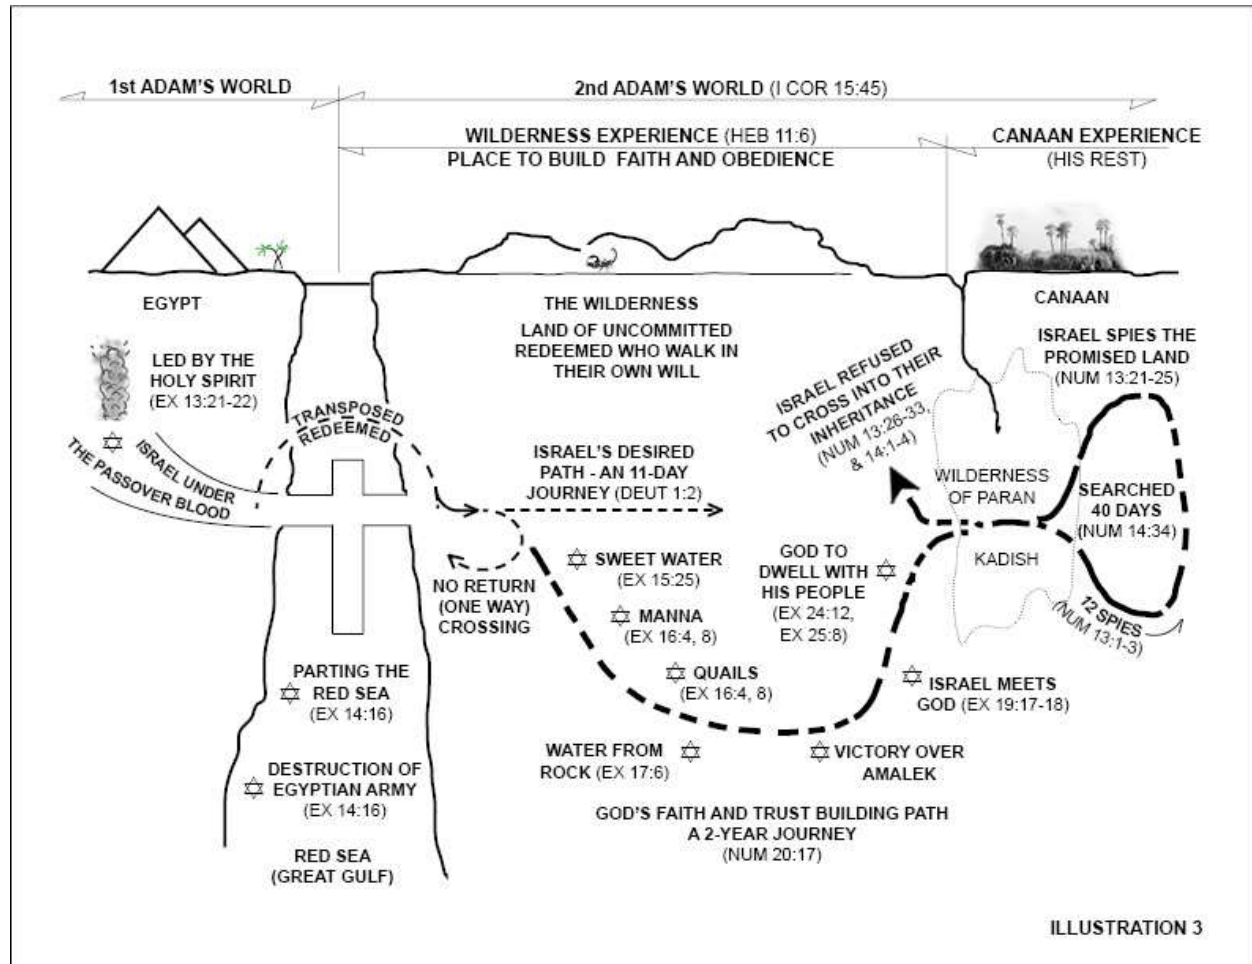 1st ADAM'S WORLD
2nd ADAM'S WORLD (I COR 15:45)
WILDERNESS EXPERIENCE (HEB 11:6)
PLACE TO BUILD FAITH AND OBEDIENCE
CANAAN EXPERIENCE
(HIS REST)
EGYPT
THE WILDERNESS
LAND OF UNCOMMITTED
REDEEMED WHO WALK IN
THEIR OWN WILL
CANAAN
LED BY THE
HOLY SPIRIT
(EX 13:21-22)
ISRAEL UNDER
THE PASSOVER BLOOD
TRANSPOSED
REDEEMED
ISRAEL'S DESIRED
PATH - AN 11-DAY
JOURNEY (DEUT 1:2)
NO RETURN
(ONE WAY)
CROSSING
ISRAEL REFUSED
TO CROSS INTO THEIR
INHERITANCE
(NUM 13:26-33,
& 14:1-4)
ISRAEL SPIES THE
PROMISED LAND
(NUM 13:21-25)
WILDERNESS
OF PARAN
KADISH
SEARCHED
40 DAYS
(NUM 14:34)
12 SPIES
(NUM 13:1-3)
SWEET WATER
(EX 15:25)
MANNA
(EX 16:4, 8)
QUAILS
(EX 16:4, 8)
WATER FROM
ROCK (EX 17:6)
VICTORY OVER
AMALEK
ISRAEL MEETS
GOD (EX 19:17-18)
GOD TO
DWELL WITH
HIS PEOPLE
(EX 24:12,
EX 25:8)
GOD'S FAITH AND TRUST BUILDING PATH
A 2-YEAR JOURNEY
(NUM 20:17)
PARTING THE
RED SEA
(EX 14:16)
DESTRUCTION OF
EGYPTIAN ARMY
(EX 14:16)
RED SEA
(GREAT GULF)
ILLUSTRATION 3